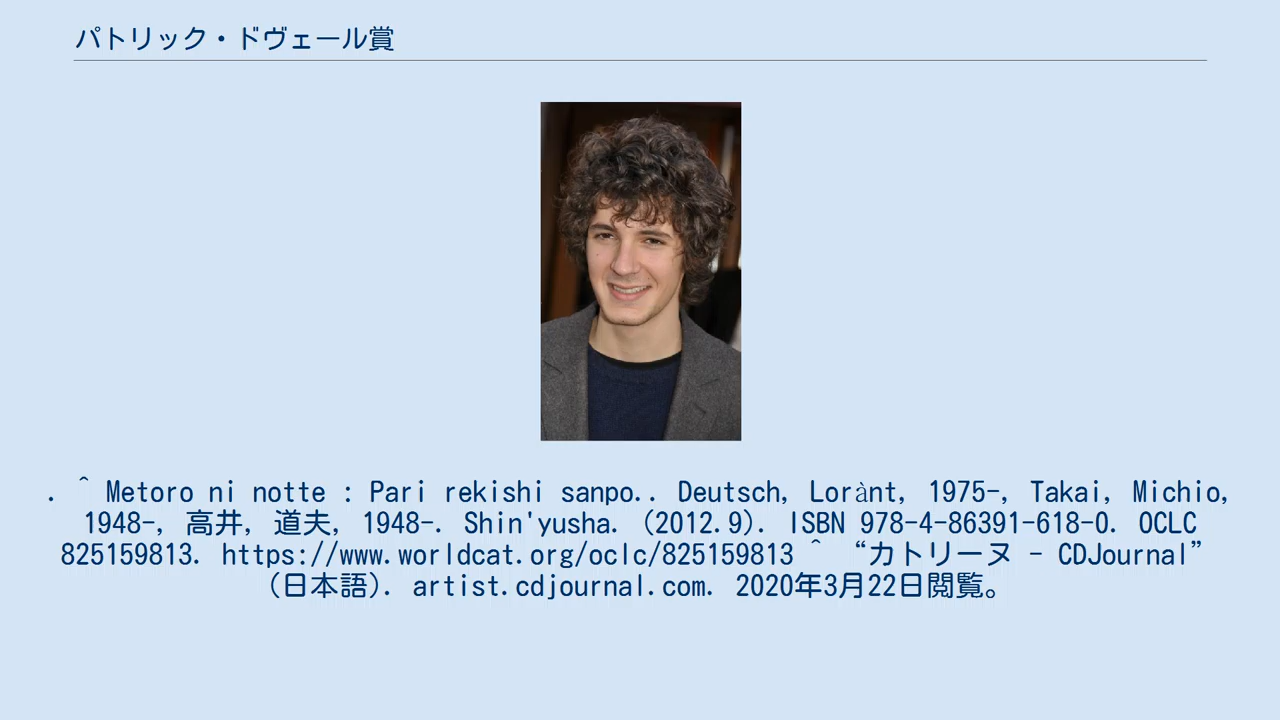 パトリック・ドヴェール賞
. ^ Metoro ni notte : Pari rekishi sanpo.. Deutsch, Lorànt, 1975-, Takai, Michio,
1948-, 高井, 道夫, 1948-. Shin'yusha. (2012.9). ISBN 978-4-86391-618-0. OCLC
825159813. https://www.worldcat.org/oclc/825159813 ^ “カトリーヌ - CDJournal”
(日本語). artist.cdjournal.com. 2020年3月22日閲覧。